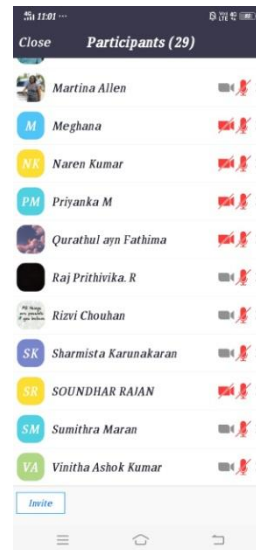 11:01 ...
Close Participants (29)
Martina Allen
M Meghana
NK Naren Kumar
PM Priyanka M
Qurathul ayn Fathima
Raj Prithivika. R
Rizvi Chouhan
SK Sharmista Karunakaran
SR SOUNDHAR RAJAN
SM Sumithra Maran
VA Vinitha Ashok Kumar
Invite